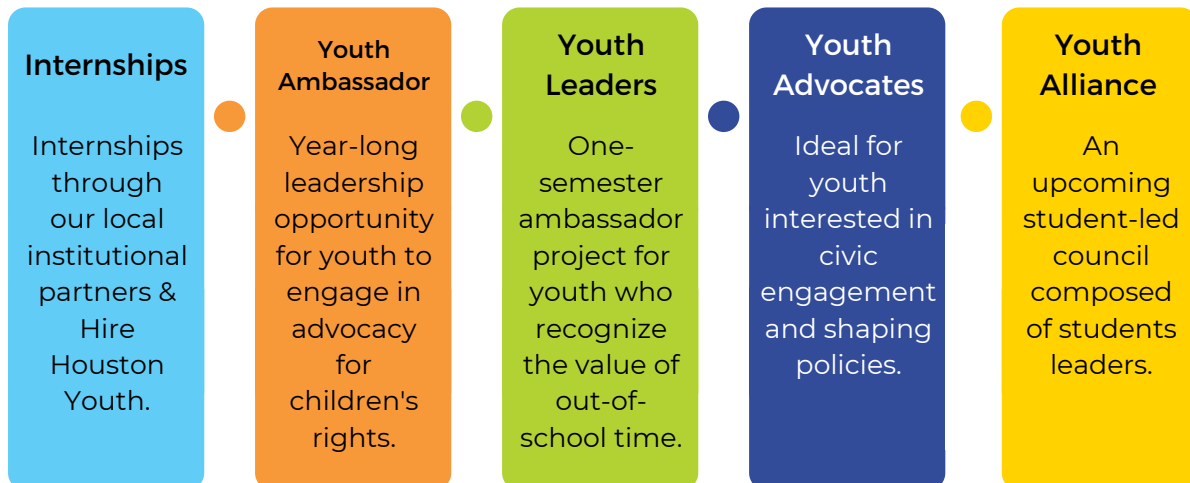 Internships
Internships
through
our local
institutional
partners &
Hire
Houston
Youth.
Youth
Ambassador
Year-long
leadership
opportunity
for youth to
engage in
advocacy
for
children's
rights.
Youth
Leaders
One-
semester
ambassador
project for
youth who
recognize
the value of
out-of-
school time.
Youth
Advocates
Ideal for
youth
interested in
civic
engagement
and shaping
policies.
Youth
Alliance
An
upcoming
student-led
council
composed
of students
leaders.